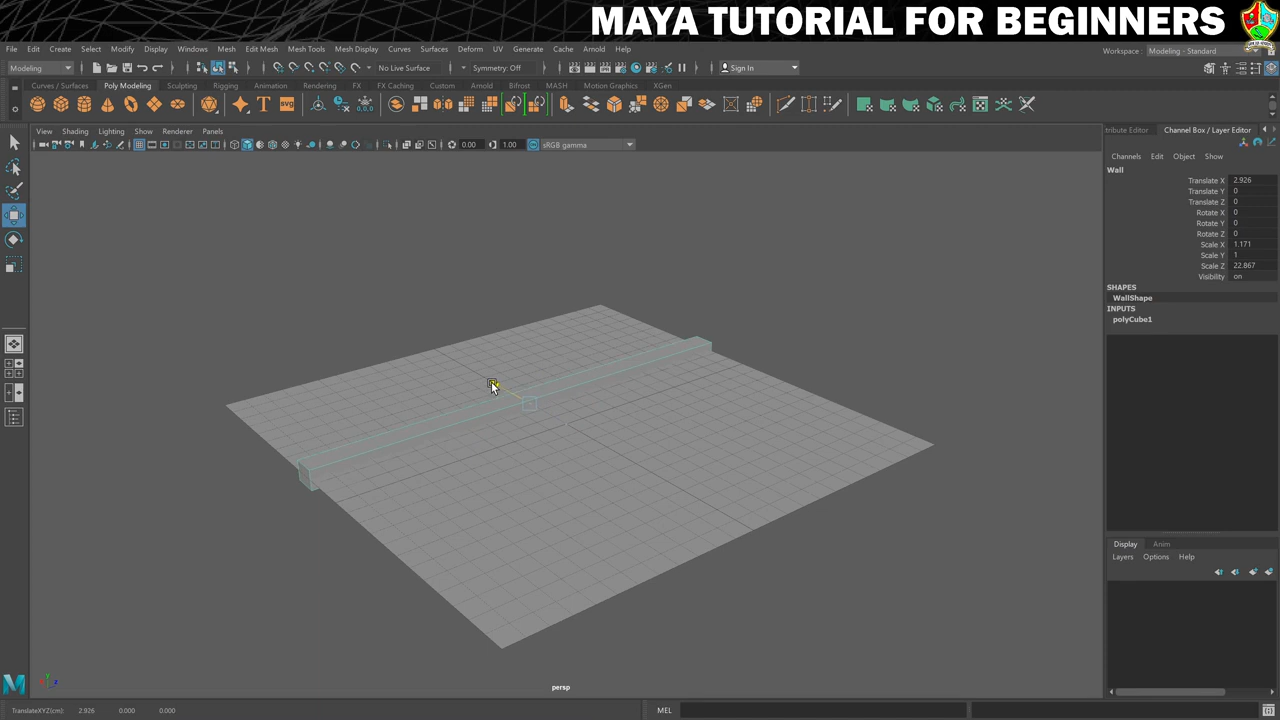 MAYA TUTORIAL FOR BEGINNERS
File Edit Create Select Modify Display Windows Mesh Edit Mesh Mesh Tools Mesh Display Curves Surfaces Deform UV Generate Cache Arnold Help
Workspace : Modeling - Standard
Modeling No Live Surface Symmetry: Off Sign In
Curves / Surfaces Poly Modeling Sculpting Rigging Animation Rendering FX FX Caching Custom Arnold Bifrost MASH Motion Graphics XGen
SVG
View Shading Lighting Show Renderer Panels
tribute Editor Channel Box / Layer Editor
0.00 1.00 sRGB gamma
Channels Edit Object Show
Wall
Translate X 2.926
Translate Y 0
Translate Z 0
Rotate X 0
Rotate Y 0
Rotate Z 0
Scale X 1.171
Scale Y 1
Scale Z 22.867
Visibility on
SHAPES
WallShape
INPUTS
polyCube1
Display Anim
Layers Options Help
persp
TranslateXYZ(cm): 2.926 0.000 0.000 MEL